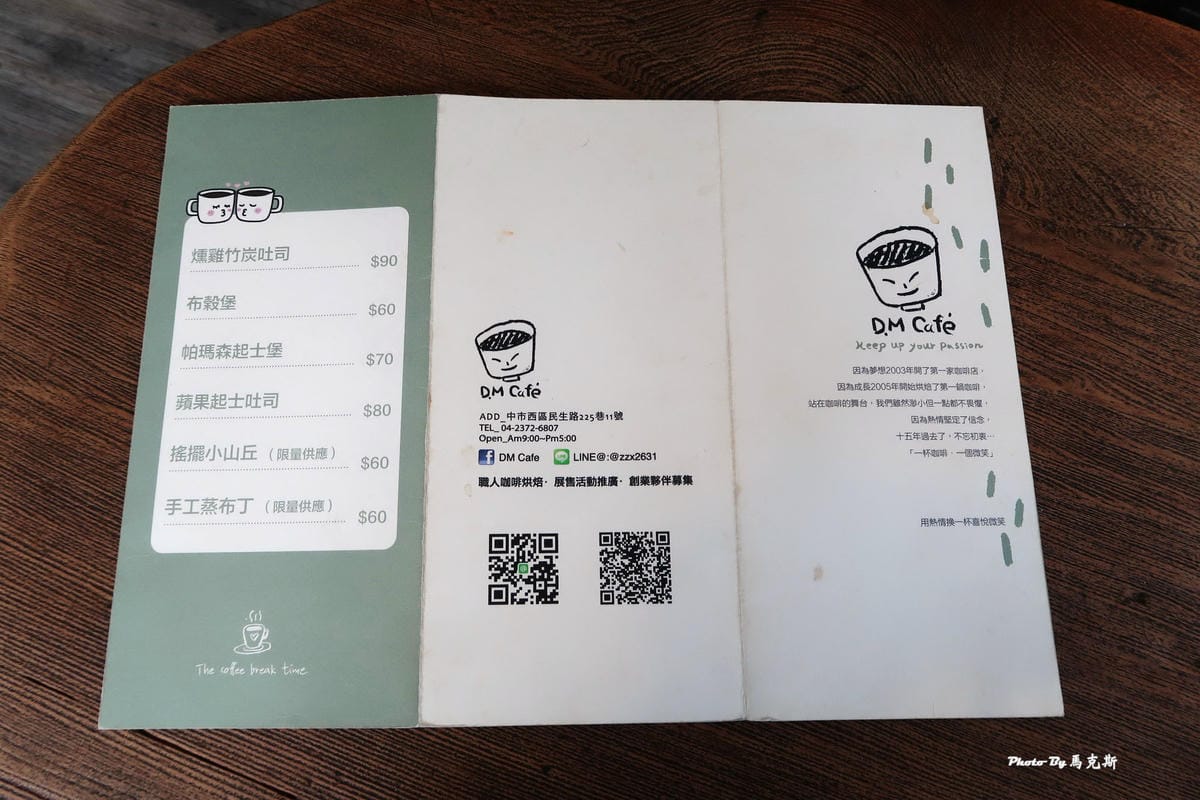 燻雞竹炭吐司 $90
布穀堡 $60
帕瑪森起士堡 $70
蘋果起士吐司 $80
搖擺小山丘（限量供應） $60
手工蒸布丁（限量供應） $60
The coffee break time
D.M Café
ADD_中市西區民生路225巷11號
TEL_ 04-2372-6807
Open_Am9:00~Pm5:00
f DM Cafe LINE LINE@:@zzx2631
職人咖啡烘焙‧展售活動推廣‧創業夥伴募集
D.M Café
Keep up your passion
因為夢想2003年開了第一家咖啡店，
因為成長2005年開始烘焙了第一鍋咖啡，
站在咖啡的舞台，我們雖然渺小但一點都不畏懼，
因為熱情堅定了信念，
十五年過去了，不忘初衷…
「一杯咖啡‧一個微笑」
用熱情換一杯喜悅微笑
Photo By 馬克斯